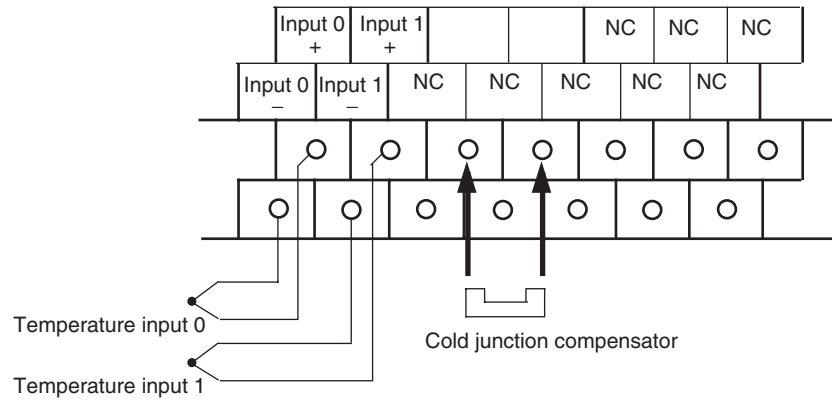 Input 0 Input 1 NC NC NC
+ +
Input 0 Input 1 NC NC NC NC NC
– –
Temperature input 0
Cold junction compensator
Temperature input 1